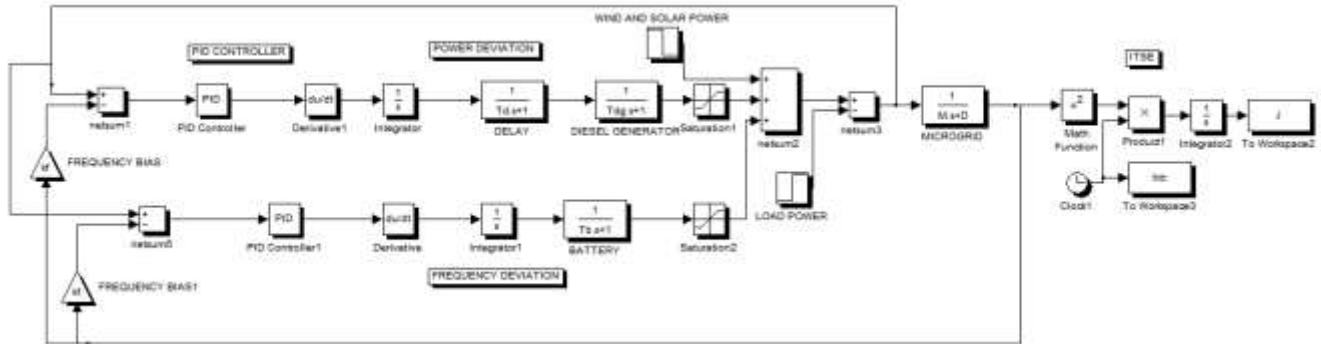 WIND AND SOLAR POWER
PID CONTROLLER
POWER DEVIATION
ITSE
+
−
netsum1
PID
PID Controller
du/dt
Derivative1
1
s
Integrator
1
Td.s+1
DELAY
1
Tdg.s+1
DIESEL GENERATOR
Saturation1
+
+
+
netsum2
+
−
netsum3
1
M.s+D
MICROGRID
Math
Function
×
Product1
1
s
Integrator2
To Workspace2
Clock1
To Workspace3
FREQUENCY BIAS
LOAD POWER
+
−
netsum5
PID
PID Controller1
du/dt
Derivative
1
s
Integrator1
1
Tb.s+1
BATTERY
Saturation2
FREQUENCY DEVIATION
FREQUENCY BIAS1